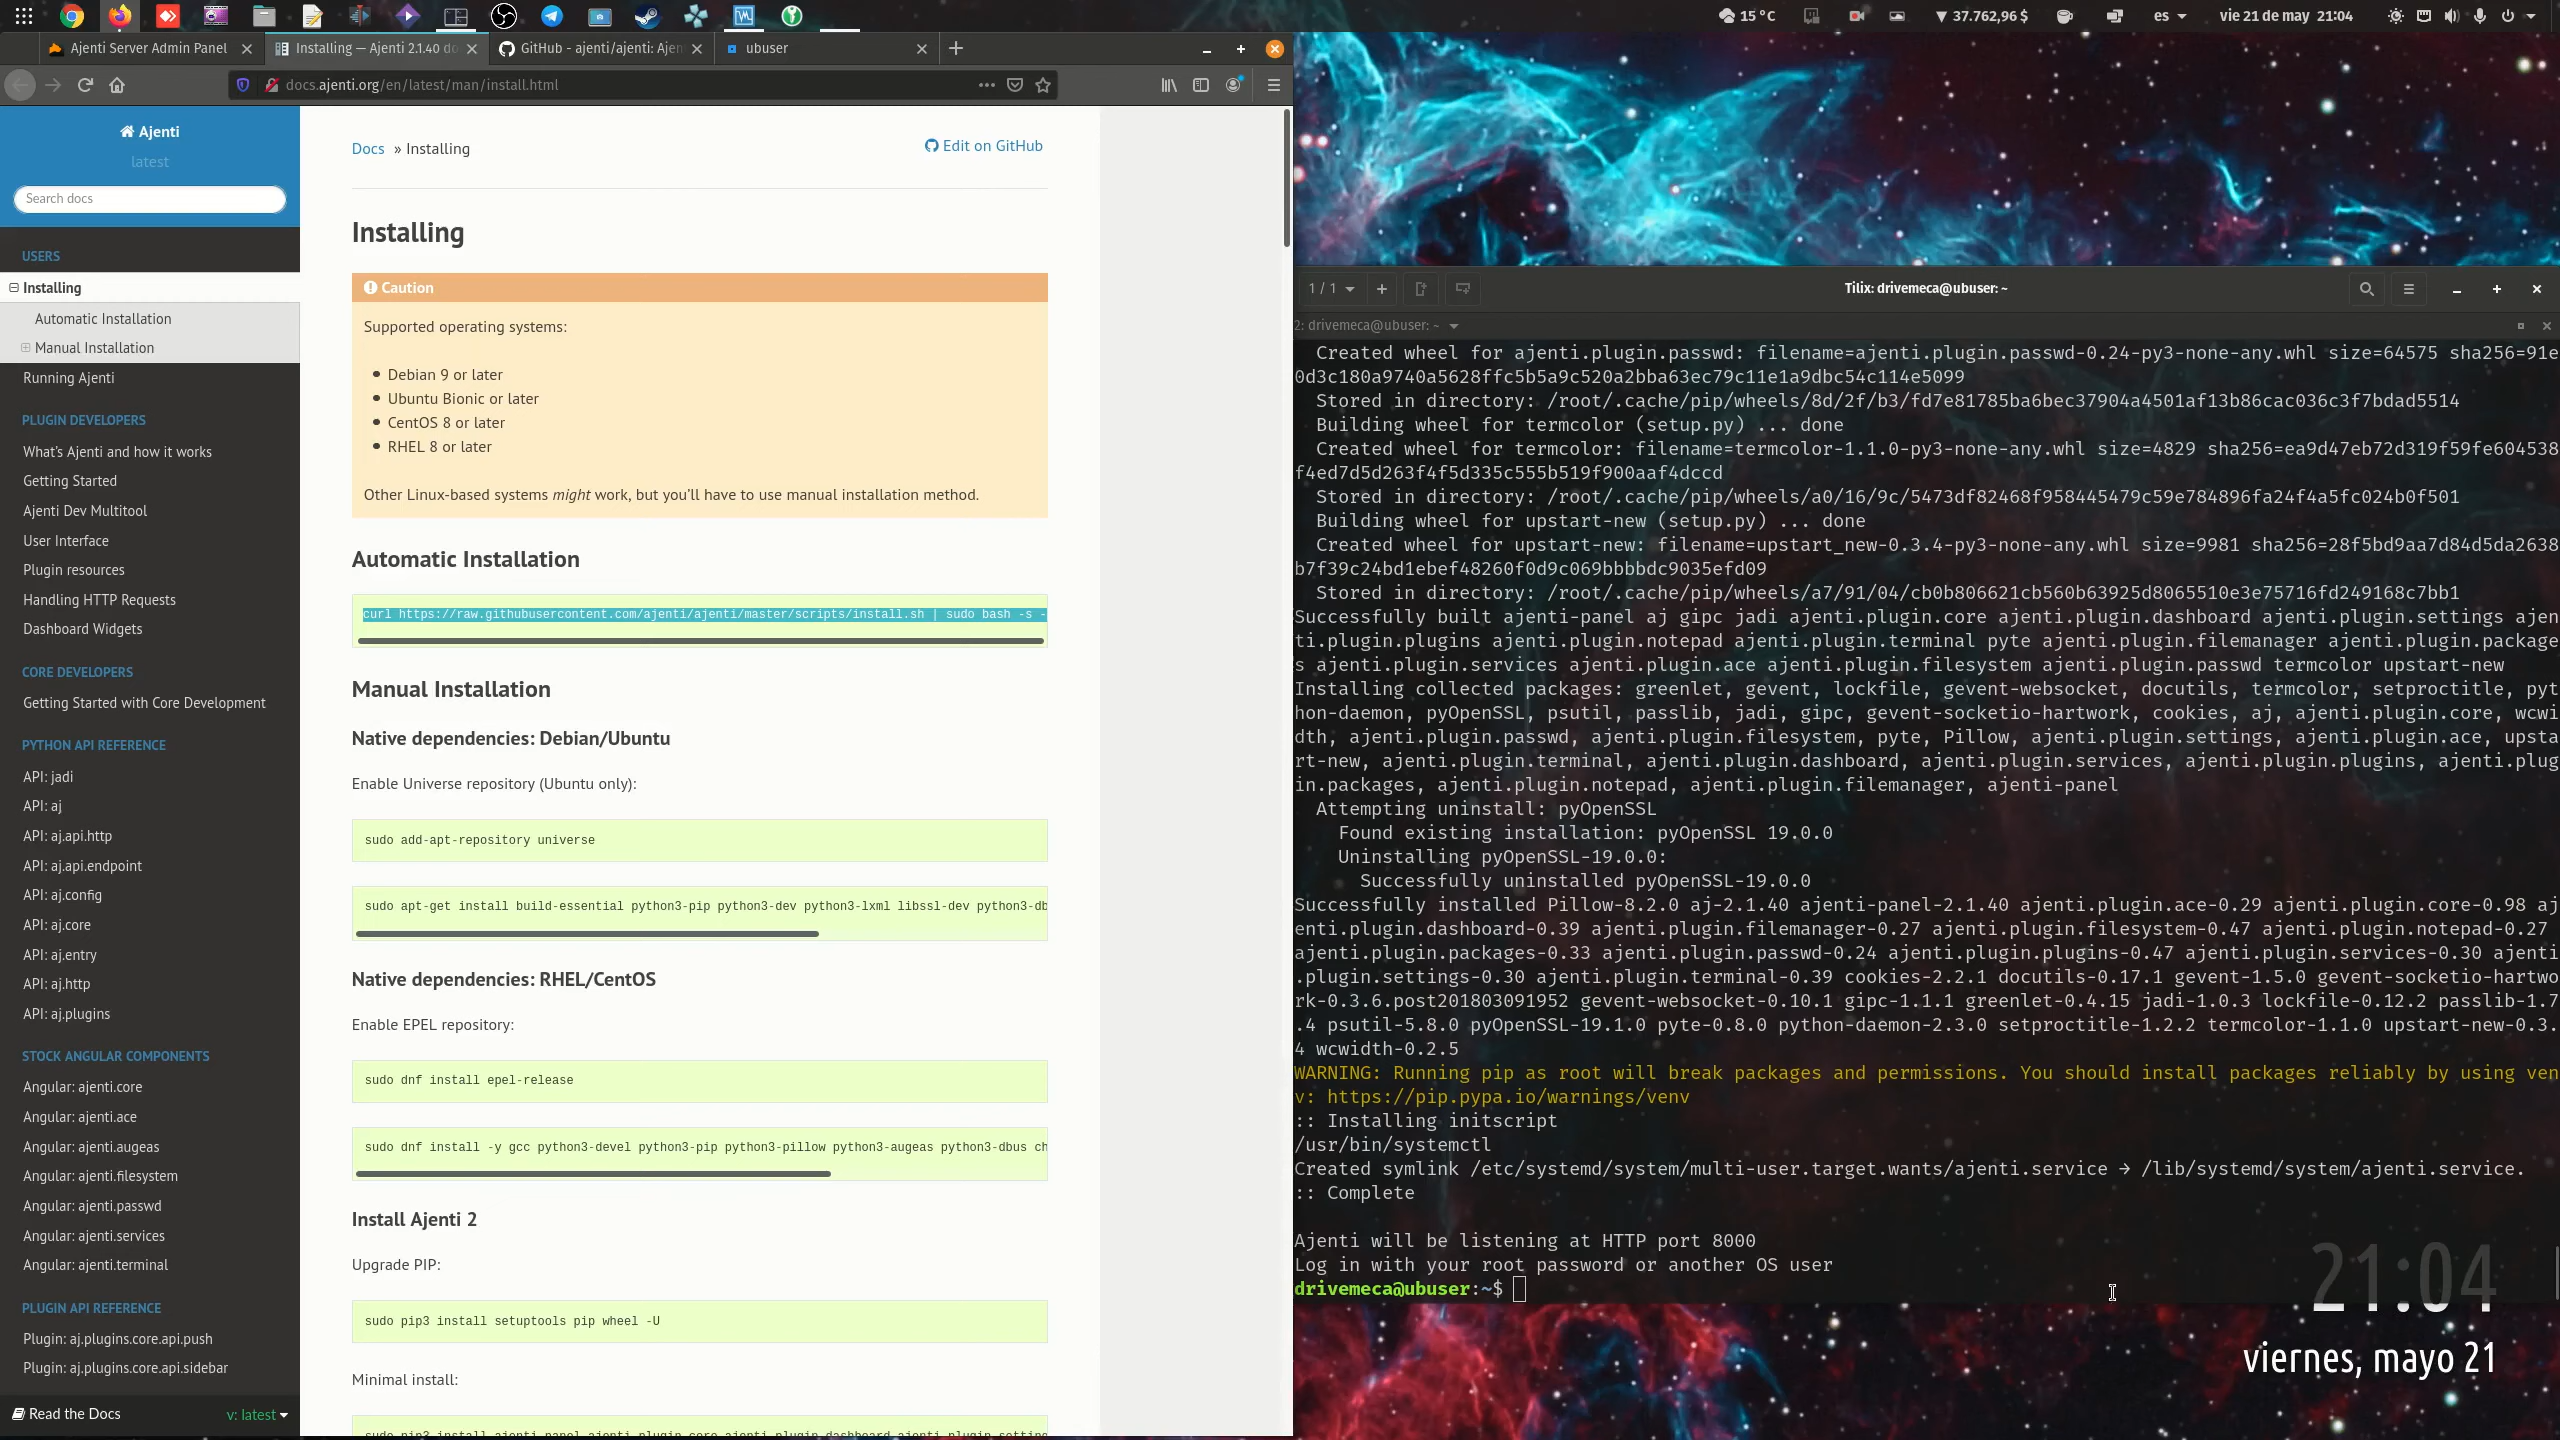 15 °C
37.762,96 $
es
vie 21 de may 21:04
Ajenti Server Admin Panel
Installing — Ajenti 2.1.40 do
GitHub - ajenti/ajenti: Ajen
ubuser
docs.ajenti.org/en/latest/man/install.html
Ajenti
latest
Search docs
USERS
Installing
Automatic Installation
Manual Installation
Running Ajenti
PLUGIN DEVELOPERS
What's Ajenti and how it works
Getting Started
Ajenti Dev Multitool
User Interface
Plugin resources
Handling HTTP Requests
Dashboard Widgets
CORE DEVELOPERS
Getting Started with Core Development
PYTHON API REFERENCE
API: jadi
API: aj
API: aj.api.http
API: aj.api.endpoint
API: aj.config
API: aj.core
API: aj.entry
API: aj.http
API: aj.plugins
STOCK ANGULAR COMPONENTS
Angular: ajenti.core
Angular: ajenti.ace
Angular: ajenti.augeas
Angular: ajenti.filesystem
Angular: ajenti.passwd
Angular: ajenti.services
Angular: ajenti.terminal
PLUGIN API REFERENCE
Plugin: aj.plugins.core.api.push
Plugin: aj.plugins.core.api.sidebar
Read the Docs
v: latest
Docs » Installing
Edit on GitHub
Installing
Caution
Supported operating systems:
Debian 9 or later
Ubuntu Bionic or later
CentOS 8 or later
RHEL 8 or later
Other Linux-based systems might work, but you'll have to use manual installation method.
Automatic Installation
curl https://raw.githubusercontent.com/ajenti/ajenti/master/scripts/install.sh | sudo bash -s -
Manual Installation
Native dependencies: Debian/Ubuntu
Enable Universe repository (Ubuntu only):
sudo add-apt-repository universe
sudo apt-get install build-essential python3-pip python3-dev python3-lxml libssl-dev python3-db
Native dependencies: RHEL/CentOS
Enable EPEL repository:
sudo dnf install epel-release
sudo dnf install -y gcc python3-devel python3-pip python3-pillow python3-augeas python3-dbus ch
Install Ajenti 2
Upgrade PIP:
sudo pip3 install setuptools pip wheel -U
Minimal install:
sudo pip3 install ajenti-panel ajenti.plugin.core ajenti.plugin.dashboard ajenti.plugin.setting
1 / 1
Tilix: drivemeca@ubuser: ~
2: drivemeca@ubuser: ~
Created wheel for ajenti.plugin.passwd: filename=ajenti.plugin.passwd-0.24-py3-none-any.whl size=64575 sha256=91e
0d3c180a9740a5628ffc5b5a9c520a2bba63ec79c11e1a9dbc54c114e5099
Stored in directory: /root/.cache/pip/wheels/8d/2f/b3/fd7e81785ba6bec37904a4501af13b86cac036c3f7bdad5514
Building wheel for termcolor (setup.py) ... done
Created wheel for termcolor: filename=termcolor-1.1.0-py3-none-any.whl size=4829 sha256=ea9d47eb72d319f59fe604538
f4ed7d5d263f4f5d335c555b519f900aaf4dccd
Stored in directory: /root/.cache/pip/wheels/a0/16/9c/5473df82468f958445479c59e784896fa24f4a5fc024b0f501
Building wheel for upstart-new (setup.py) ... done
Created wheel for upstart-new: filename=upstart_new-0.3.4-py3-none-any.whl size=9981 sha256=28f5bd9aa7d84d5da2638
b7f39c24bd1ebef48260f0d9c069bbbbdc9035efd09
Stored in directory: /root/.cache/pip/wheels/a7/91/04/cb0b806621cb560b63925d8065510e3e75716fd249168c7bb1
Successfully built ajenti-panel aj gipc jadi ajenti.plugin.core ajenti.plugin.dashboard ajenti.plugin.settings ajen
ti.plugin.plugins ajenti.plugin.notepad ajenti.plugin.terminal pyte ajenti.plugin.filemanager ajenti.plugin.package
s ajenti.plugin.services ajenti.plugin.ace ajenti.plugin.filesystem ajenti.plugin.passwd termcolor upstart-new
Installing collected packages: greenlet, gevent, lockfile, gevent-websocket, docutils, termcolor, setproctitle, pyt
hon-daemon, pyOpenSSL, psutil, passlib, jadi, gipc, gevent-socketio-hartwork, cookies, aj, ajenti.plugin.core, wcwi
dth, ajenti.plugin.passwd, ajenti.plugin.filesystem, pyte, Pillow, ajenti.plugin.settings, ajenti.plugin.ace, upsta
rt-new, ajenti.plugin.terminal, ajenti.plugin.dashboard, ajenti.plugin.services, ajenti.plugin.plugins, ajenti.plug
in.packages, ajenti.plugin.notepad, ajenti.plugin.filemanager, ajenti-panel
Attempting uninstall: pyOpenSSL
Found existing installation: pyOpenSSL 19.0.0
Uninstalling pyOpenSSL-19.0.0:
Successfully uninstalled pyOpenSSL-19.0.0
Successfully installed Pillow-8.2.0 aj-2.1.40 ajenti-panel-2.1.40 ajenti.plugin.ace-0.29 ajenti.plugin.core-0.98 aj
enti.plugin.dashboard-0.39 ajenti.plugin.filemanager-0.27 ajenti.plugin.filesystem-0.47 ajenti.plugin.notepad-0.27
ajenti.plugin.packages-0.33 ajenti.plugin.passwd-0.24 ajenti.plugin.plugins-0.47 ajenti.plugin.services-0.30 ajenti
.plugin.settings-0.30 ajenti.plugin.terminal-0.39 cookies-2.2.1 docutils-0.17.1 gevent-1.5.0 gevent-socketio-hartwo
rk-0.3.6.post201803091952 gevent-websocket-0.10.1 gipc-1.1.1 greenlet-0.4.15 jadi-1.0.3 lockfile-0.12.2 passlib-1.7
.4 psutil-5.8.0 pyOpenSSL-19.1.0 pyte-0.8.0 python-daemon-2.3.0 setproctitle-1.2.2 termcolor-1.1.0 upstart-new-0.3.
4 wcwidth-0.2.5
WARNING: Running pip as root will break packages and permissions. You should install packages reliably by using ven
v: https://pip.pypa.io/warnings/venv
:: Installing initscript
/usr/bin/systemctl
Created symlink /etc/systemd/system/multi-user.target.wants/ajenti.service → /lib/systemd/system/ajenti.service.
:: Complete
Ajenti will be listening at HTTP port 8000
Log in with your root password or another OS user
drivemeca@ubuser:~$
21:04
viernes, mayo 21